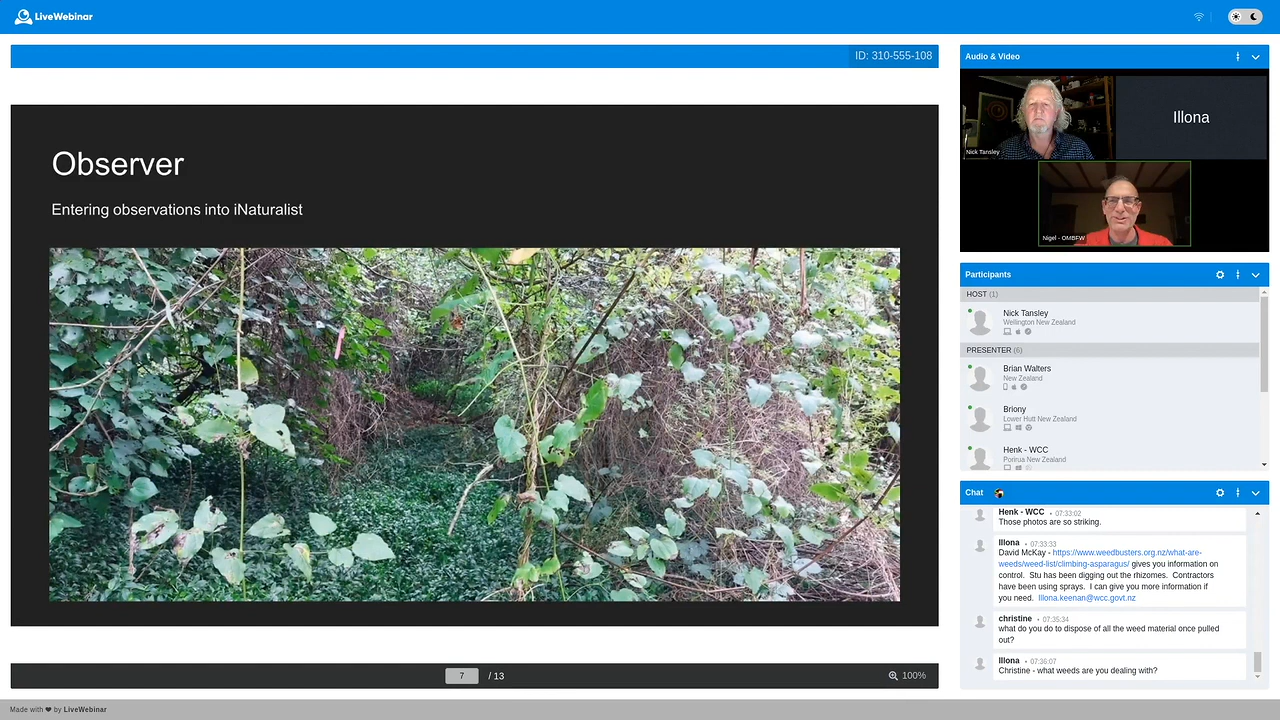 LiveWebinar
ID: 310-555-108
Observer
Entering observations into iNaturalist
7 / 13
100%
Made with ❤ by LiveWebinar
Audio & Video
Nick Tansley
Illona
Nigel - OMBFW
Participants
HOST (1)
Nick Tansley
Wellington New Zealand
PRESENTER (6)
Brian Walters
New Zealand
Briony
Lower Hutt New Zealand
Henk - WCC
Porirua New Zealand
Chat
Henk - WCC • 07:33:02
Those photos are so striking.
Illona • 07:33:33
David McKay - https://www.weedbusters.org.nz/what-are-
weeds/weed-list/climbing-asparagus/ gives you information on
control. Stu has been digging out the rhizomes. Contractors
have been using sprays. I can give you more information if
you need. Illona.keenan@wcc.govt.nz
christine • 07:35:34
what do you do to dispose of all the weed material once pulled
out?
Illona • 07:36:07
Christine - what weeds are you dealing with?